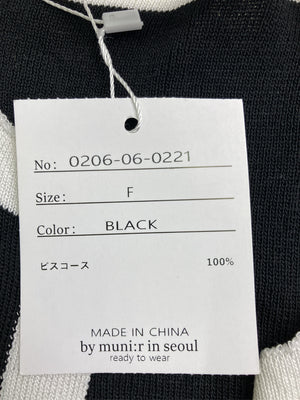 No: 0206-06-0221
Size: F
Color: BLACK
ビスコース 100%
MADE IN CHINA
by muni:r in seoul
ready to wear